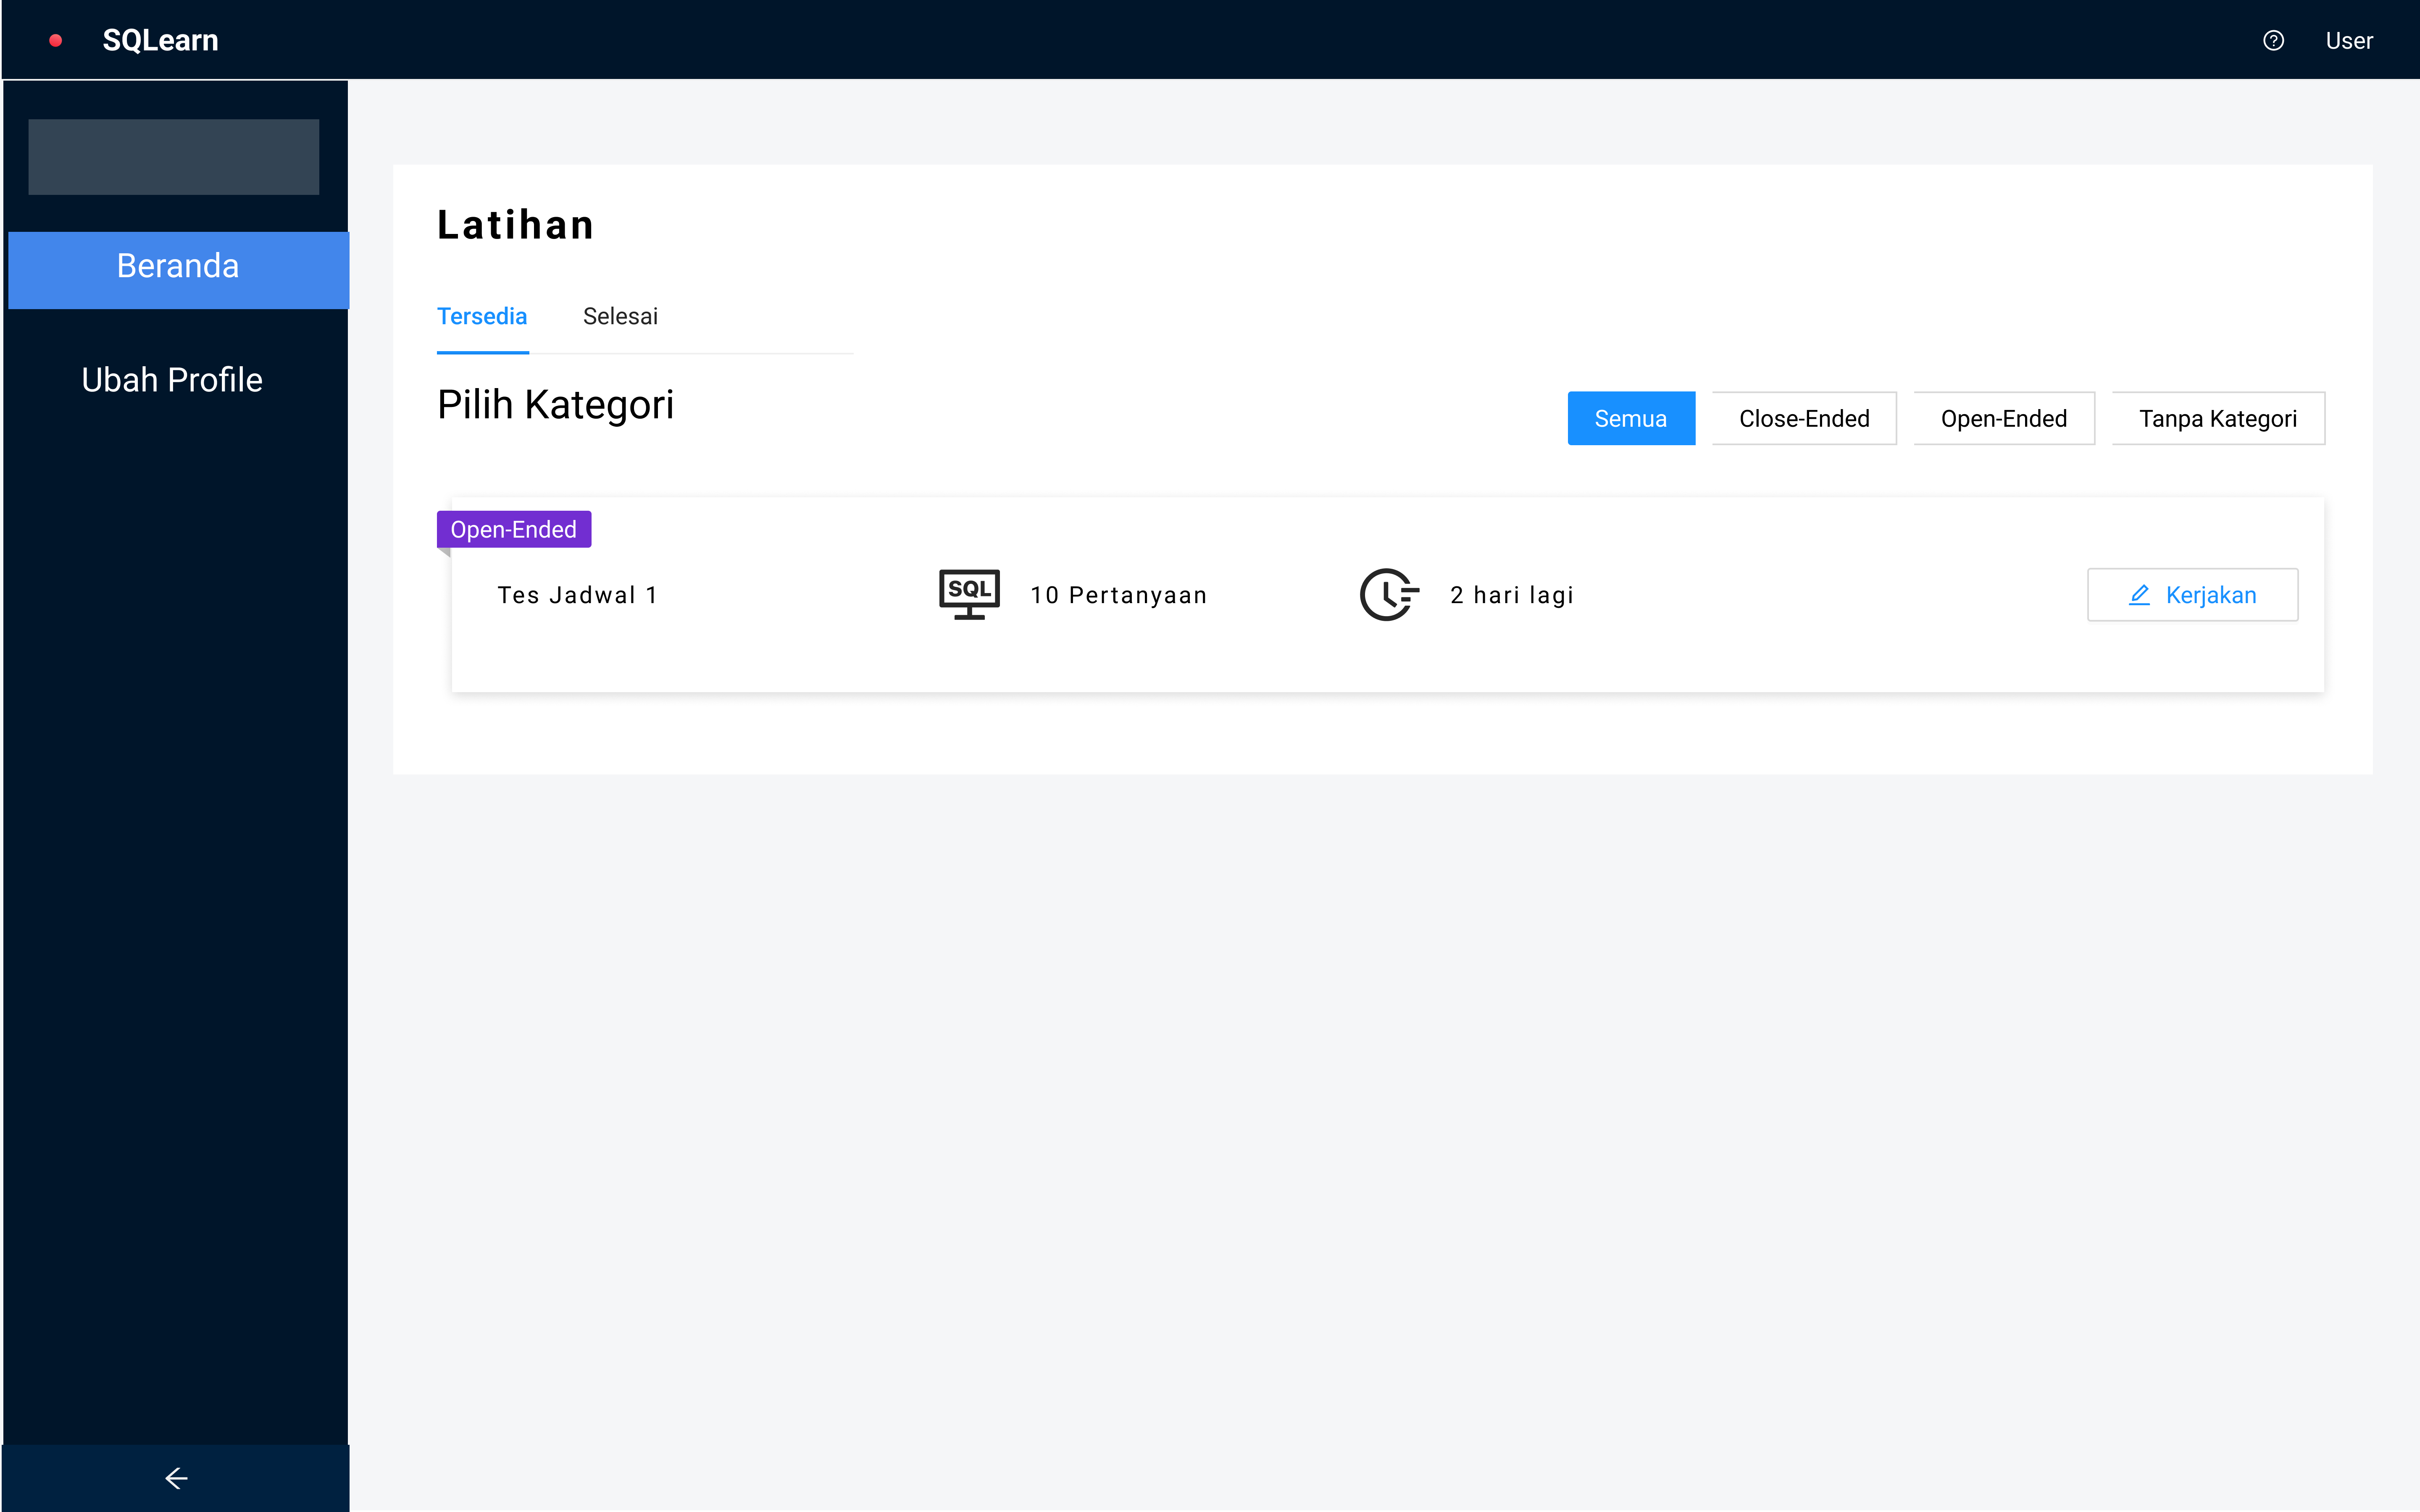 SQLearn
User
Beranda
Ubah Profile
Latihan
Tersedia Selesai
Pilih Kategori
Semua Close-Ended Open-Ended Tanpa Kategori
Open-Ended
Tes Jadwal 1 SQL 10 Pertanyaan 2 hari lagi Kerjakan